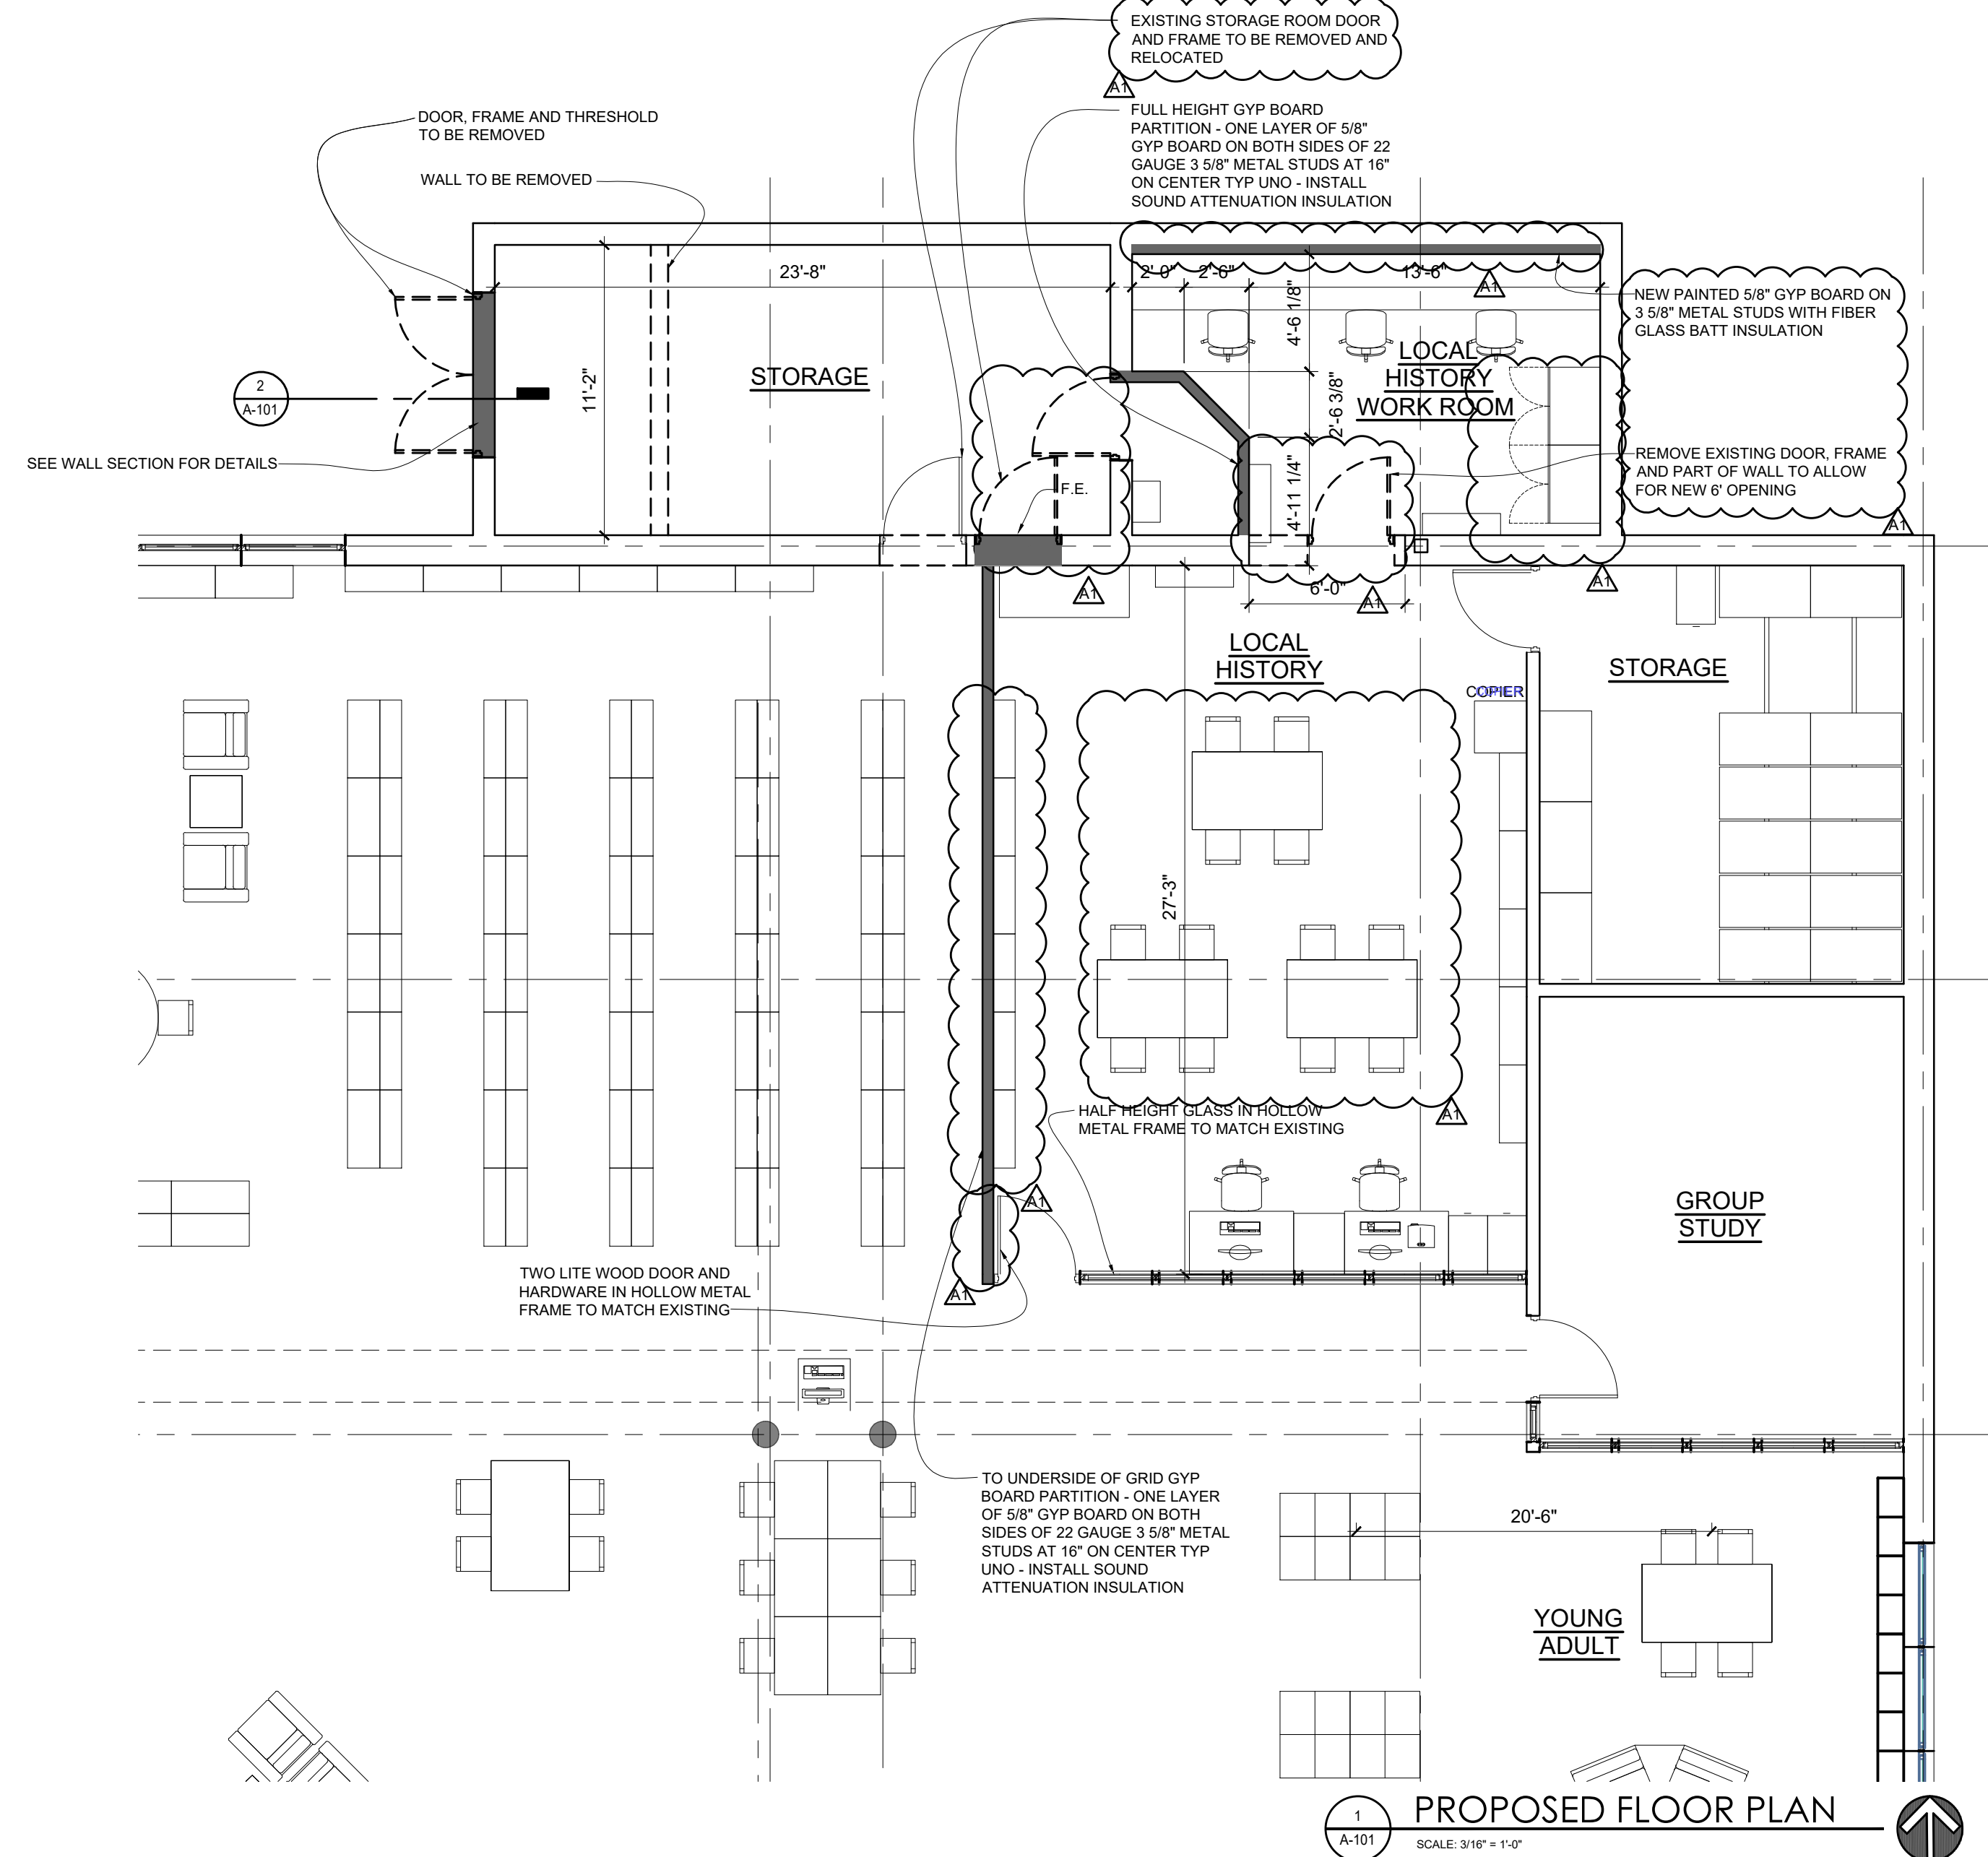 EXISTING STORAGE ROOM DOOR
AND FRAME TO BE REMOVED AND
RELOCATED
A1
DOOR, FRAME AND THRESHOLD
TO BE REMOVED
WALL TO BE REMOVED
FULL HEIGHT GYP BOARD
PARTITION - ONE LAYER OF 5/8"
GYP BOARD ON BOTH SIDES OF 22
GAUGE 3 5/8" METAL STUDS AT 16"
ON CENTER TYP UNO - INSTALL
SOUND ATTENUATION INSULATION
23'-8"
2'-0"
2'-6"
13'-6"
A1
NEW PAINTED 5/8" GYP BOARD ON
3 5/8" METAL STUDS WITH FIBER
GLASS BATT INSULATION
4'-6 1/8"
11'-2"
STORAGE
LOCAL
HISTORY
WORK ROOM
2'-6 3/8"
2
A-101
SEE WALL SECTION FOR DETAILS
REMOVE EXISTING DOOR, FRAME
AND PART OF WALL TO ALLOW
FOR NEW 6' OPENING
A1
F.E.
4'-11 1/4"
A1
6'-0"
A1
A1
LOCAL
HISTORY
STORAGE
COPIER
COPIER
27'-3"
HALF HEIGHT GLASS IN HOLLOW
METAL FRAME TO MATCH EXISTING
A1
A1
GROUP
STUDY
TWO LITE WOOD DOOR AND
HARDWARE IN HOLLOW METAL
FRAME TO MATCH EXISTING
A1
TO UNDERSIDE OF GRID GYP
BOARD PARTITION - ONE LAYER
OF 5/8" GYP BOARD ON BOTH
SIDES OF 22 GAUGE 3 5/8" METAL
STUDS AT 16" ON CENTER TYP
UNO - INSTALL SOUND
ATTENUATION INSULATION
20'-6"
YOUNG
ADULT
1
A-101
PROPOSED FLOOR PLAN
SCALE: 3/16" = 1'-0"